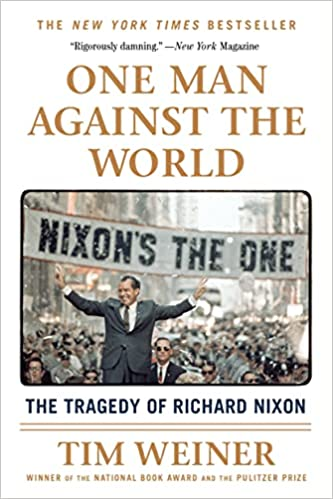 THE NEW YORK TIMES BESTSELLER
"Rigorously damning." —New York Magazine
ONE MAN
AGAINST THE
WORLD
NIXON'S THE ONE
THE TRAGEDY OF RICHARD NIXON
TIM WEINER
WINNER OF THE NATIONAL BOOK AWARD AND THE PULITZER PRIZE